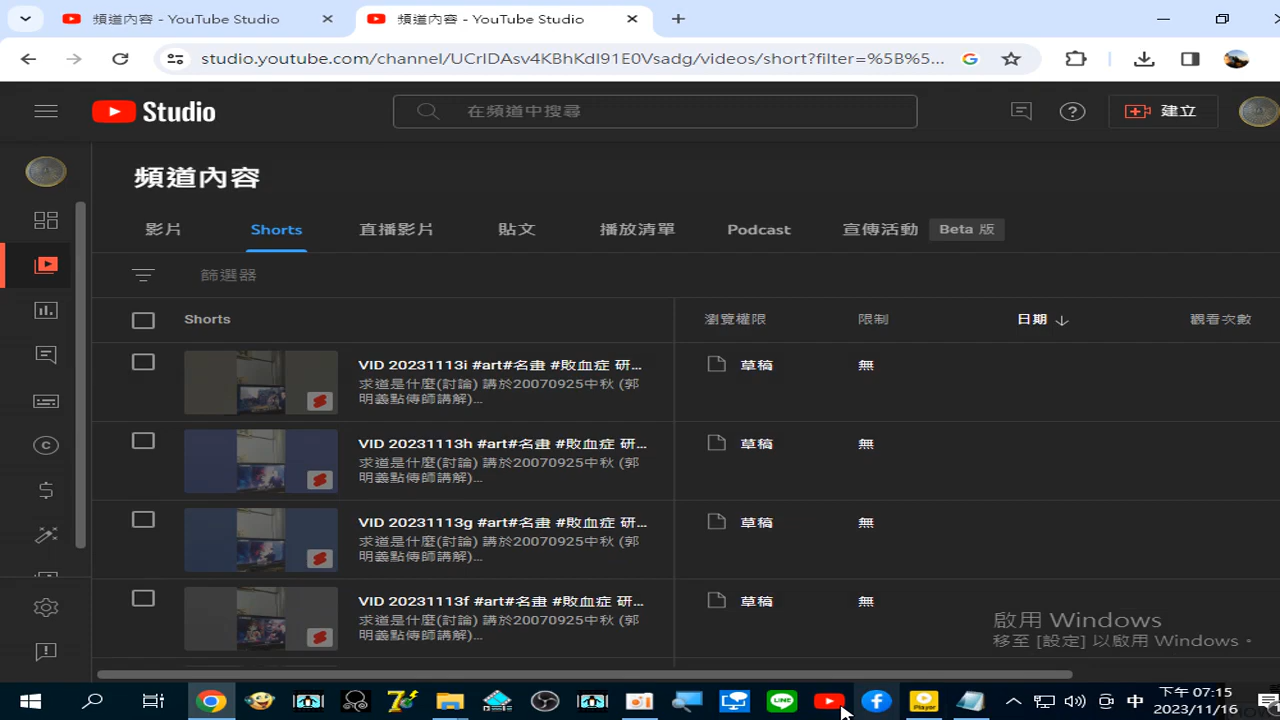 頻道內容 - YouTube Studio
頻道內容 - YouTube Studio
studio.youtube.com/channel/UCrIDAsv4KBhKdI91E0Vsadg/videos/short?filter=%5B%5...
Studio
在頻道中搜尋
建立
頻道內容
影片
Shorts
直播影片
貼文
播放清單
Podcast
宣傳活動
Beta 版
篩選器
Shorts
瀏覽權限
限制
日期
觀看次數
VID 20231113i #art#名畫 #敗血症 研...
求道是什麼(討論) 講於20070925中秋 (郭
明義點傳師講解)...
草稿
無
VID 20231113h #art#名畫 #敗血症 研...
求道是什麼(討論) 講於20070925中秋 (郭
明義點傳師講解)...
草稿
無
VID 20231113g #art#名畫 #敗血症 研...
求道是什麼(討論) 講於20070925中秋 (郭
明義點傳師講解)...
草稿
無
VID 20231113f #art#名畫 #敗血症 研...
求道是什麼(討論) 講於20070925中秋 (郭
明義點傳師講解)...
草稿
無
啟用 Windows
移至 [設定] 以啟用 Windows。
LINE
Player
中
下午 07:15
2023/11/16